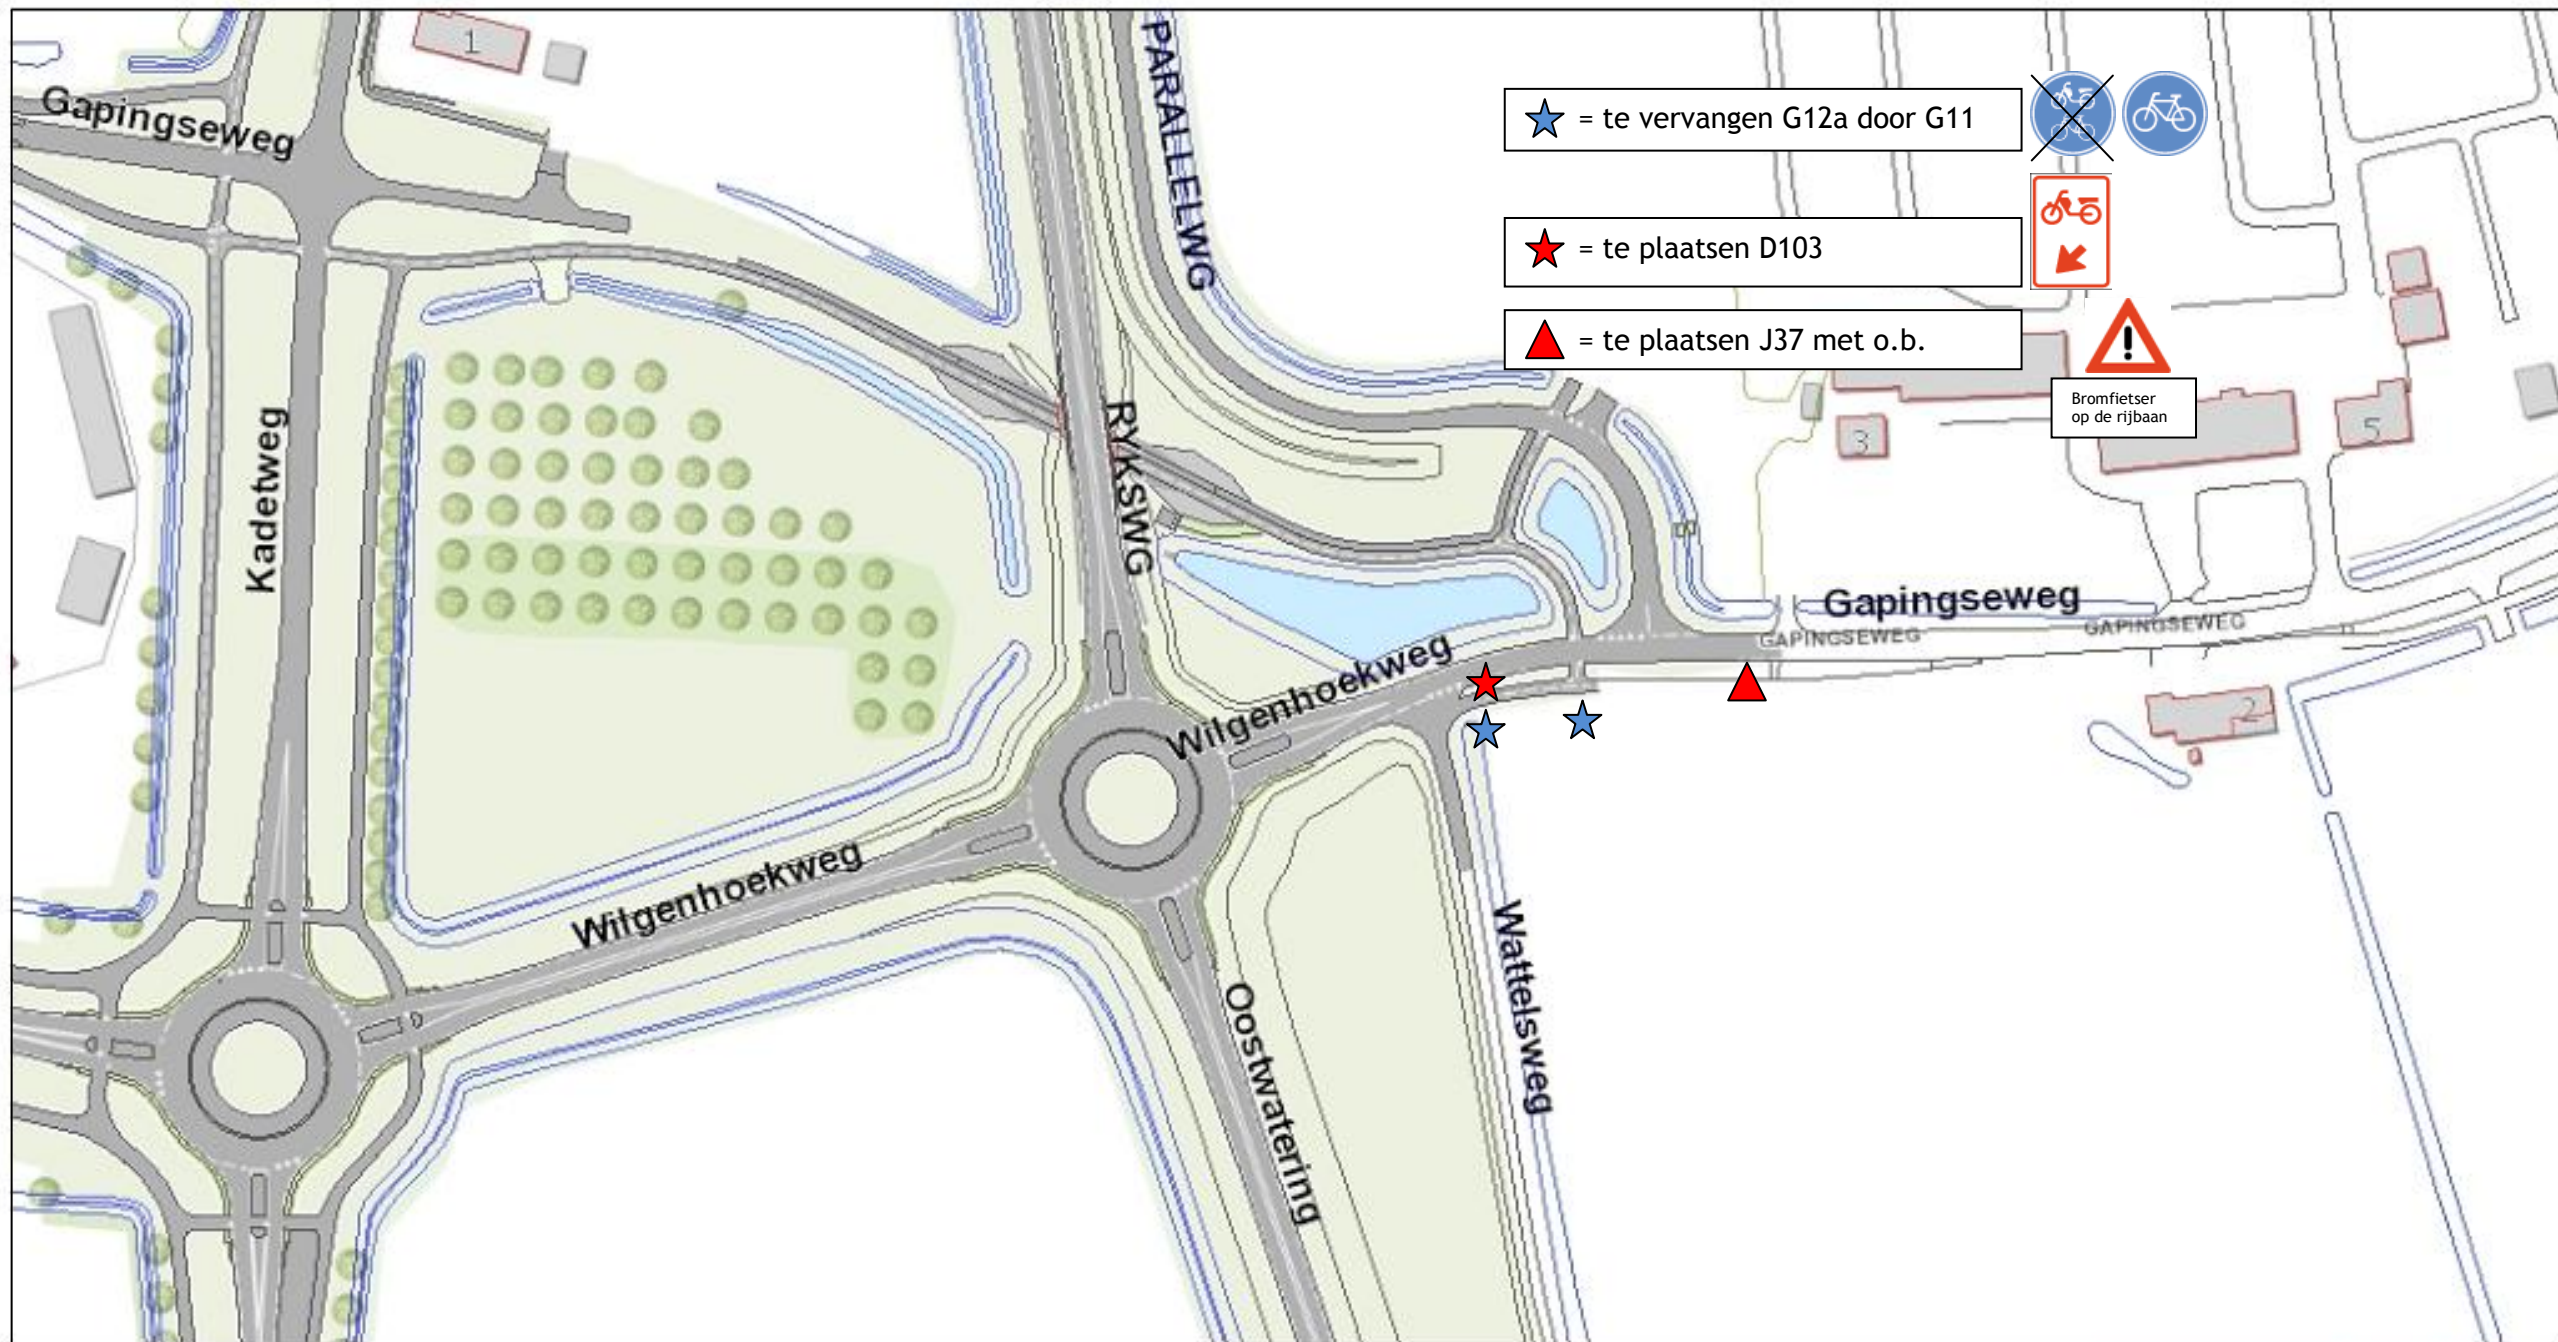 1
Gapingseweg
PARALLELWG
= te vervangen G12a door G11
= te plaatsen D103
= te plaatsen J37 met o.b.
Bromfietser
op de rijbaan
3
5
Kadetweg
RYKSWG
Gapingseweg
GAPINGSEWEG
GAPINGSEWEG
Wilgenhoekweg
2
Wilgenhoekweg
Wattelsweg
Oostwatering